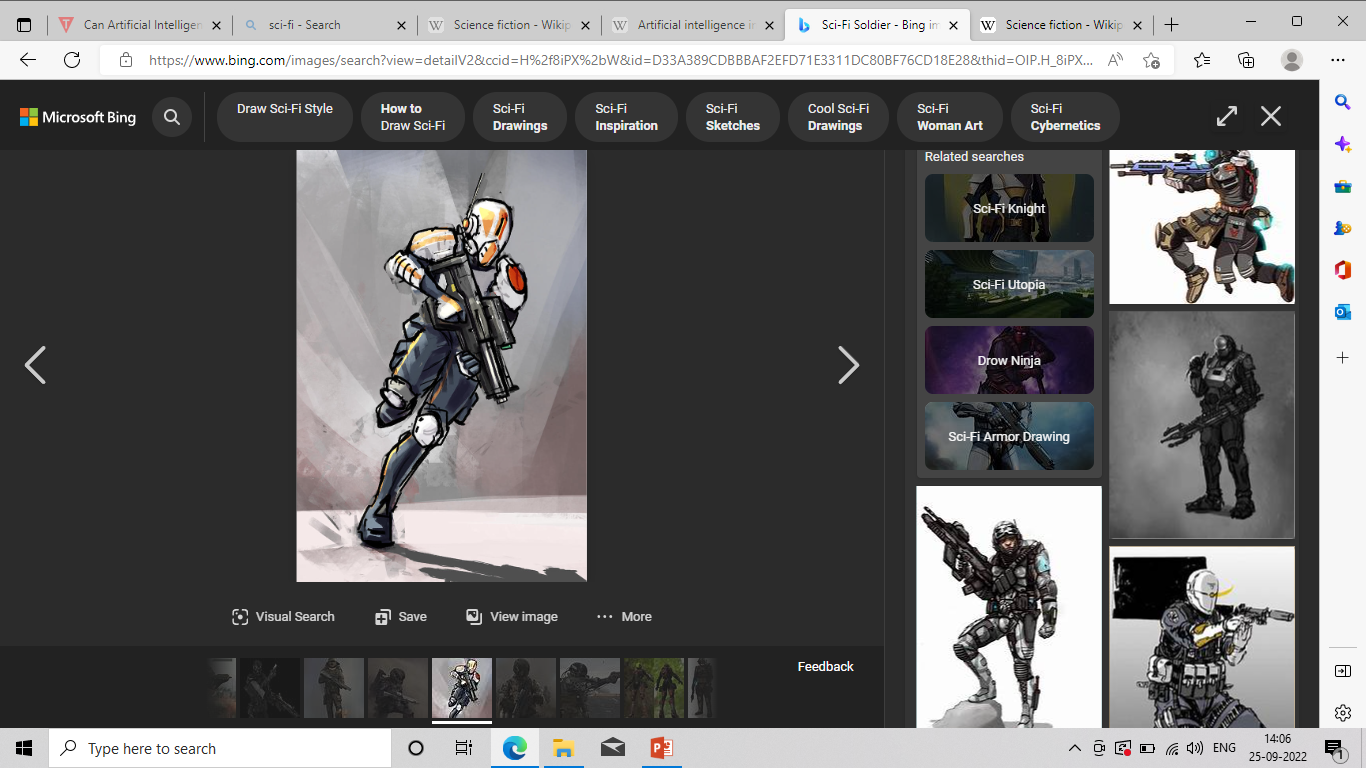 Can Artificial Intelligen
sci-fi - Search
Science fiction - Wikip
Artificial intelligence in
Sci-Fi Soldier - Bing im
Science fiction - Wikip
https://www.bing.com/images/search?view=detailV2&ccid=H%2f8iPX%2bW&id=D33A389CDBBBAF2EFD71E3311DC80BF76CD18E28&thid=OIP.H_8iPX...
Microsoft Bing
Draw Sci-Fi Style
How to
Draw Sci-Fi
Sci-Fi
Drawings
Sci-Fi
Inspiration
Sci-Fi
Sketches
Cool Sci-Fi
Drawings
Sci-Fi
Woman Art
Sci-Fi
Cybernetics
Related searches
Sci-Fi Knight
Sci-Fi Utopia
Drow Ninja
Sci-Fi Armor Drawing
Visual Search
Save
View image
More
Feedback
Type here to search
ENG
14:06
25-09-2022
1